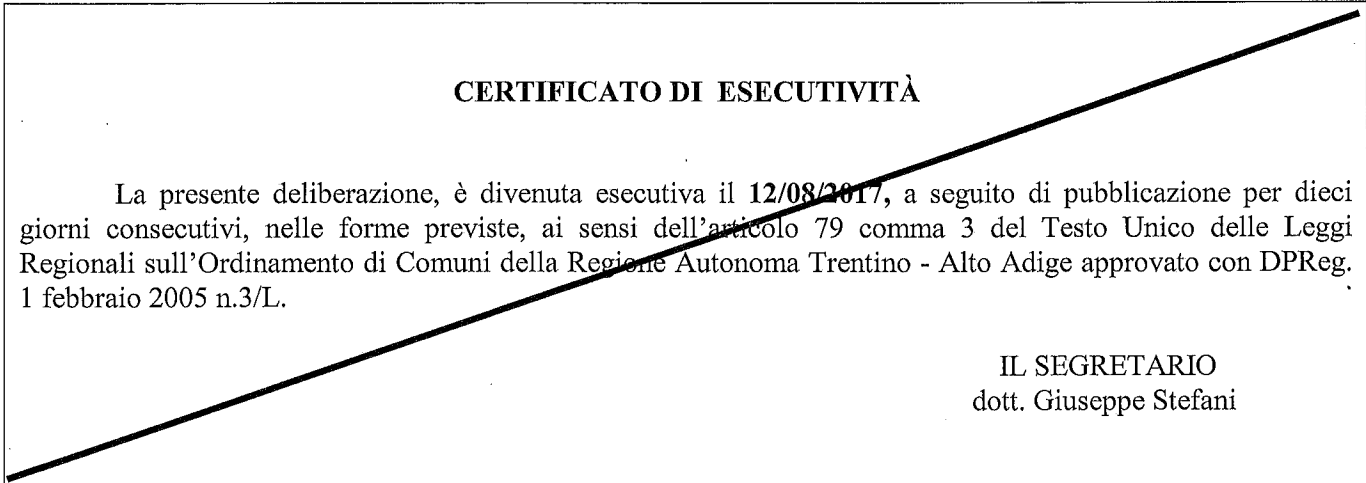 CERTIFICATO DI ESECUTIVITÀ
La presente deliberazione, è divenuta esecutiva il 12/08/2017, a seguito di pubblicazione per dieci
giorni consecutivi, nelle forme previste, ai sensi dell'articolo 79 comma 3 del Testo Unico delle Leggi
Regionali sull'Ordinamento di Comuni della Regione Autonoma Trentino - Alto Adige approvato con DPReg.
1 febbraio 2005 n.3/L.
IL SEGRETARIO
dott. Giuseppe Stefani